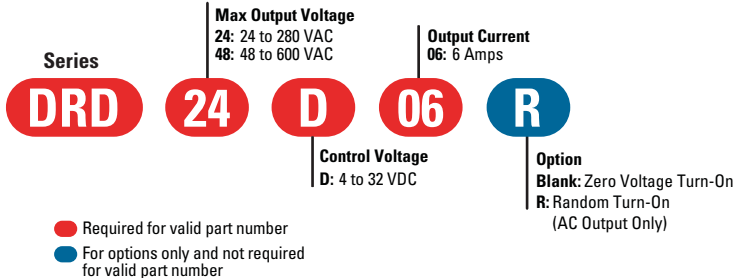 Max Output Voltage
24: 24 to 280 VAC
48: 48 to 600 VAC
Output Current
06: 6 Amps
Series
DRD 24 D 06 R
Control Voltage
D: 4 to 32 VDC
Option
Blank: Zero Voltage Turn-On
R: Random Turn-On
(AC Output Only)
Required for valid part number
For options only and not required
for valid part number